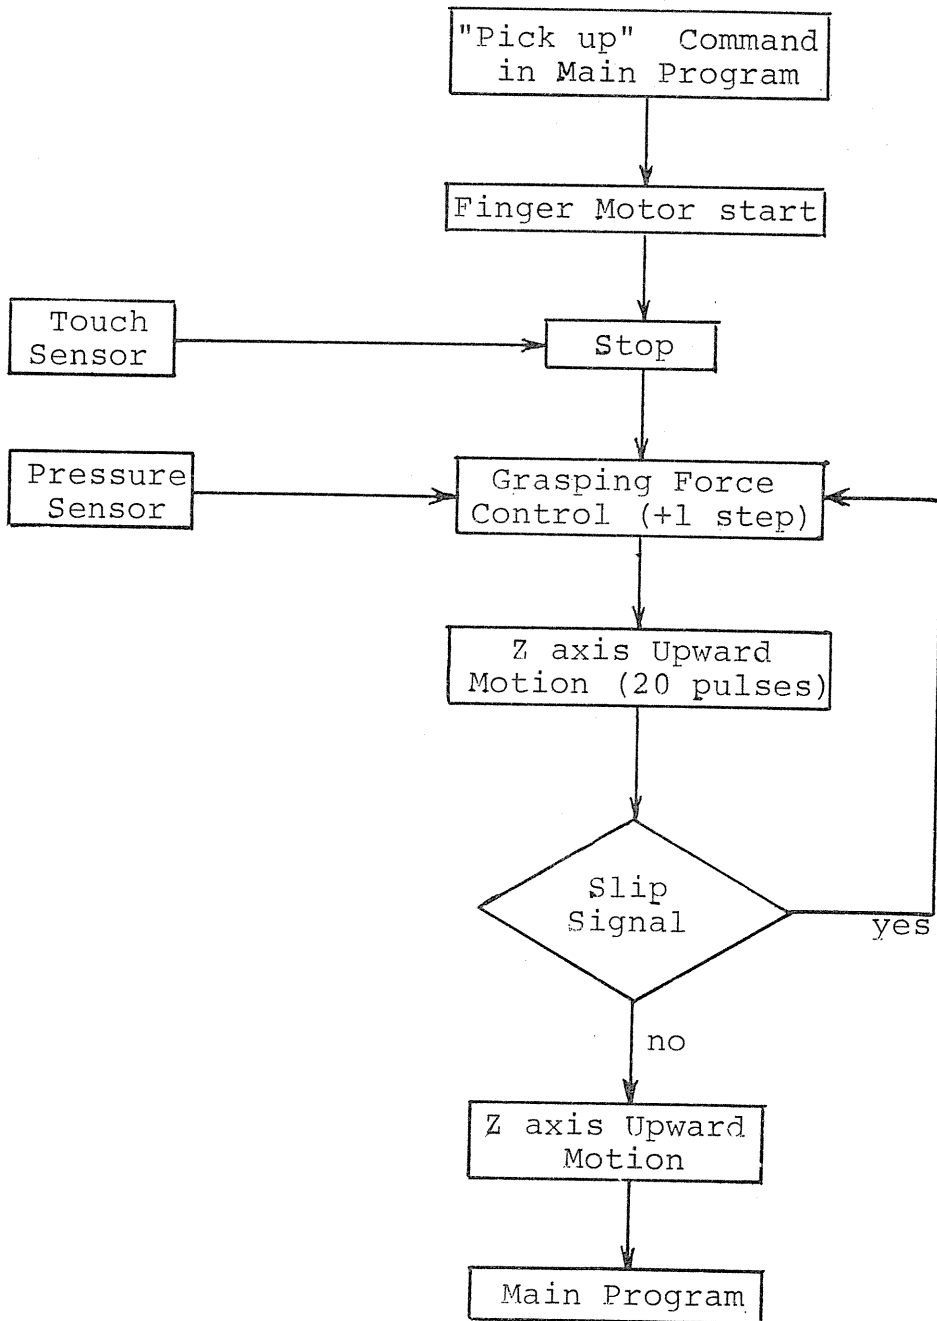 "Pick up" Command
in Main Program
Finger Motor start
Touch
Sensor
Stop
Pressure
Sensor
Grasping Force
Control (+1 step)
Z axis Upward
Motion (20 pulses)
Slip
Signal
yes
no
Z axis Upward
Motion
Main Program